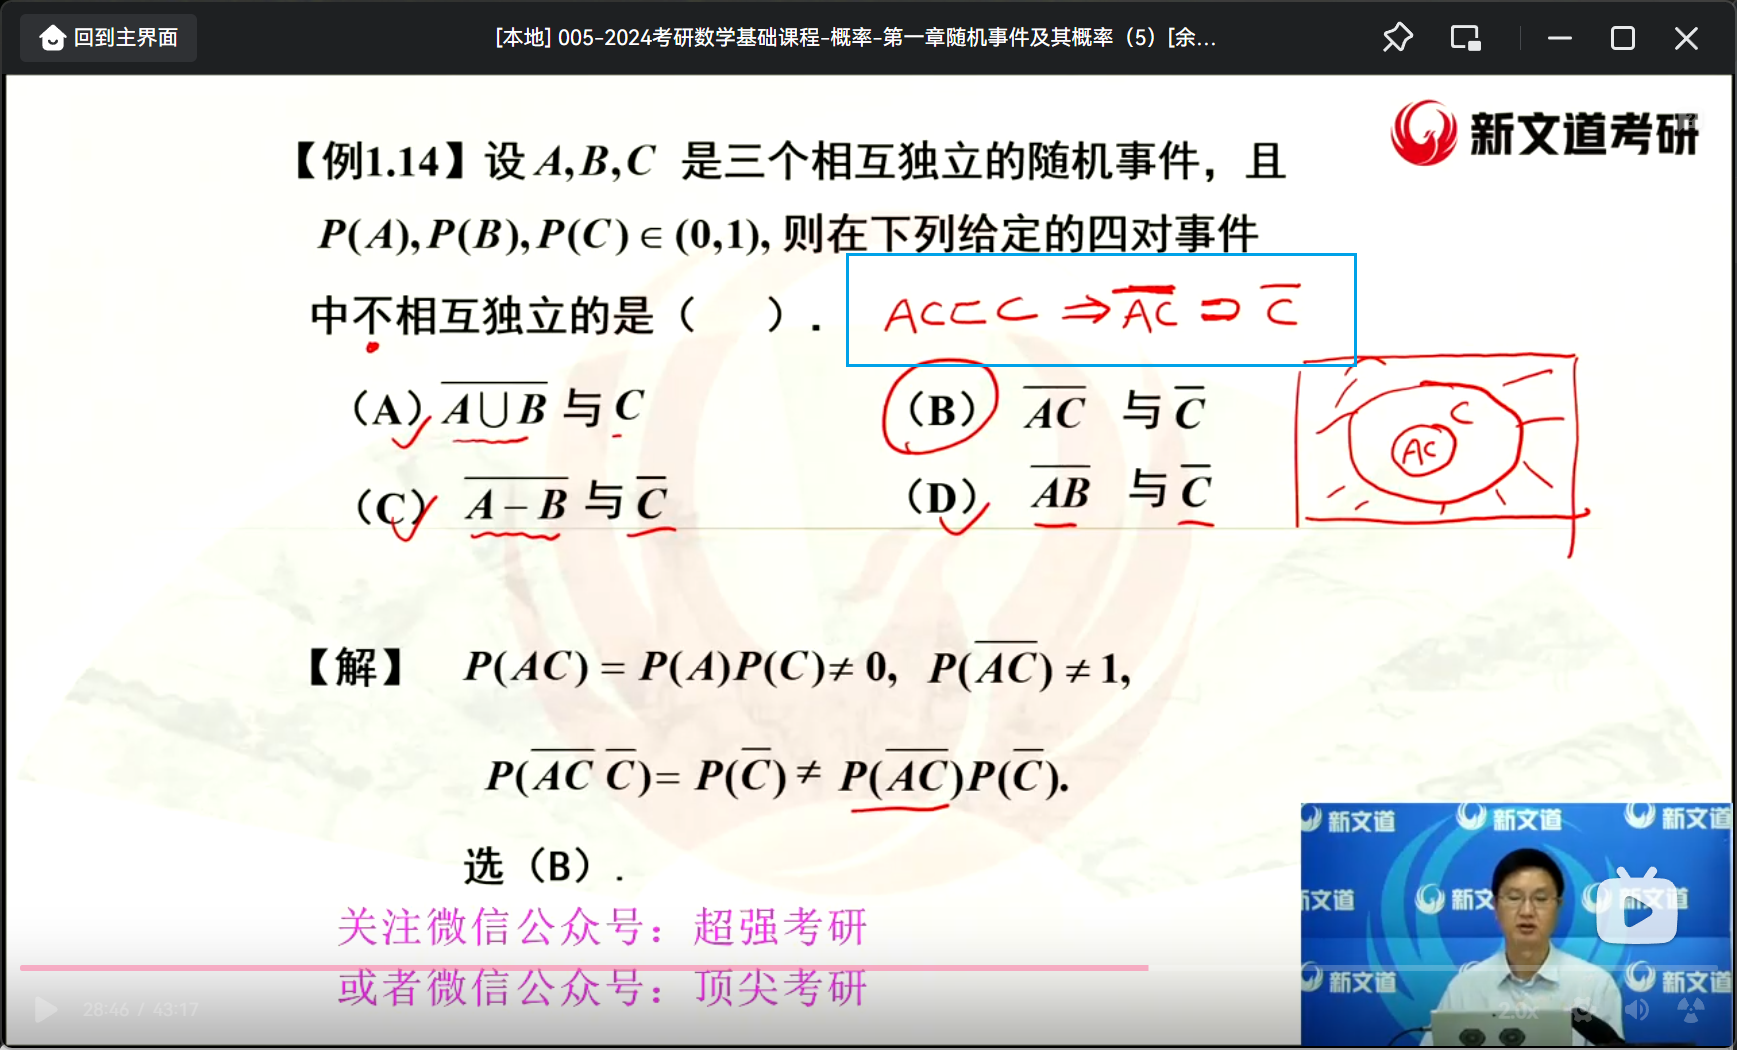 回到主界面
[本地] 005-2024考研数学基础课程-概率-第一章随机事件及其概率（5）[余...
新文道考研
【例1.14】设 A,B,C 是三个相互独立的随机事件，且
P(A),P(B),P(C)∈(0,1), 则在下列给定的四对事件
中不相互独立的是（　　）.
AC⊂C ⇒ \overline{AC} ⊃ \overline{C}
（A）\overline{A∪B} 与 C
（B）\overline{AC} 与 \overline{C}
C
AC
（C）\overline{A−B} 与 \overline{C}
（D）\overline{AB} 与 \overline{C}
【解】 P(AC) = P(A)P(C)≠ 0, P(\overline{AC}) ≠ 1,
P(\overline{AC} \overline{C})= P(\overline{C}) ≠ P(\overline{AC})P(\overline{C}).
选（B）.
关注微信公众号：超强考研
或者微信公众号：顶尖考研
新文道 新文道 新文道
新文道 新文 新文道
新文道 新文道
28:46 / 43:17
2.0x